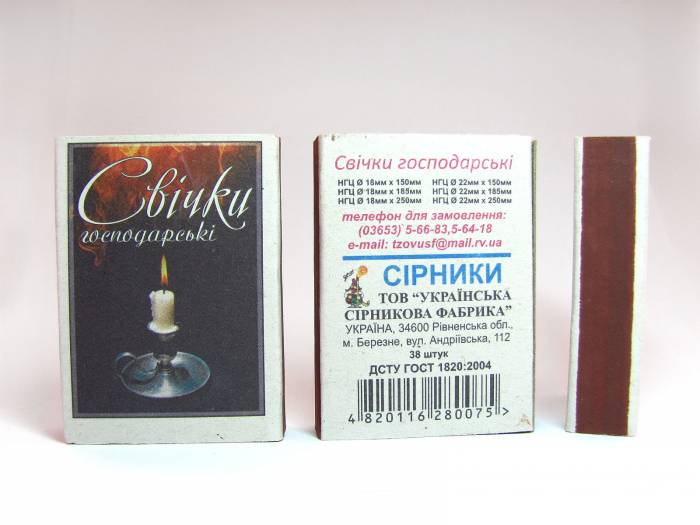 Свічки
господарські
Свічки господарські
НГЦ Ø 18мм х 150мм НГЦ Ø 22мм х 150мм
НГЦ Ø 18мм х 185мм НГЦ Ø 22мм х 185мм
НГЦ Ø 18мм х 250мм НГЦ Ø 22мм х 250мм
телефон для замовлення:
(03653) 5-66-83,5-64-18
e-mail: tzovusf@mail.rv.ua
СІРНИКИ
ТОВ “УКРАЇНСЬКА
СІРНИКОВА ФАБРИКА”
УКРАЇНА, 34600 Рівненська обл.,
м. Березне, вул. Андріївська, 112
38 штук
ДСТУ ГОСТ 1820:2004
4 820116 280075 >